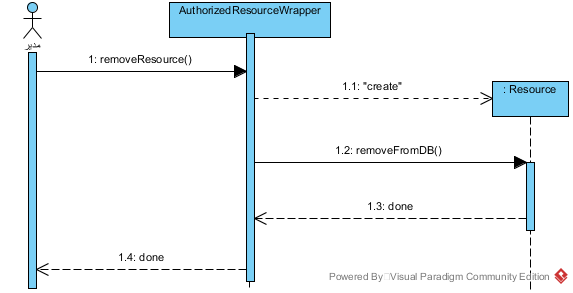 AuthorizedResourceWrapper
مدیر
1: removeResource()
1.1: "create"
: Resource
1.2: removeFromDB()
1.3: done
1.4: done
Powered By Visual Paradigm Community Edition